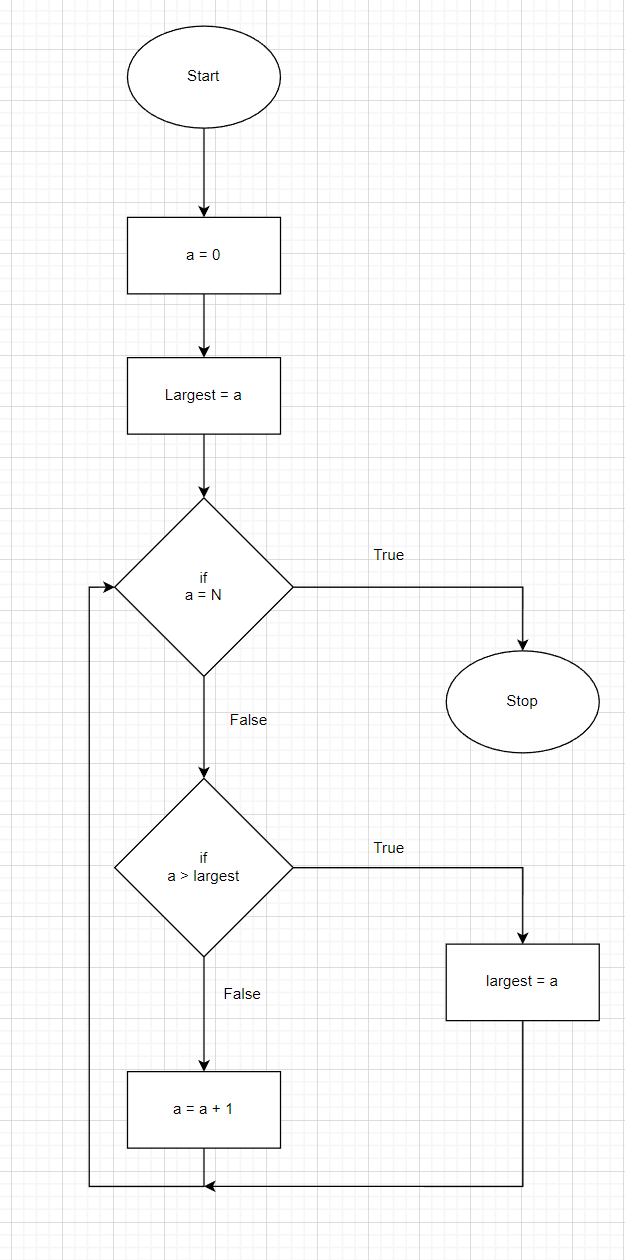 Start
a = 0
Largest = a
if
a = N
True
Stop
False
if
a > largest
True
largest = a
False
a = a + 1